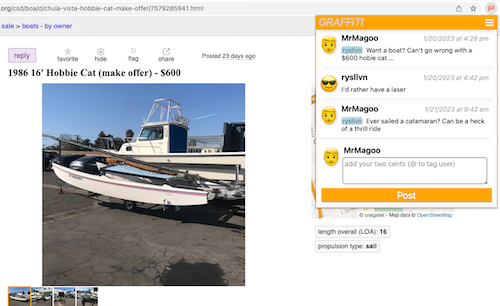 .org/csd/boa/d/chula-vista-hobbie-cat-make-offer/7579285941.html
sale > boats - by owner
reply
favorite
hide
flag
share
Posted 23 days ago
1986 16' Hobbie Cat (make offer) - $600
GRAFFITI
MrMagoo
1/20/2023 at 4:28 pm
rysllvn Want a boat? Can't go wrong with a
$600 hobie cat....
rysllvn
1/20/2023 at 4:42 pm
I'd rather have a laser
MrMagoo
1/21/2023 at 9:42 am
rysllvn Ever sailed a catamaran? Can be a heck
of a thrill ride
MrMagoo
add your two cents (@ to tag user)
Post
© craigslist - Map data © OpenStreetMap
length overall (LOA): 16
propulsion type: sail